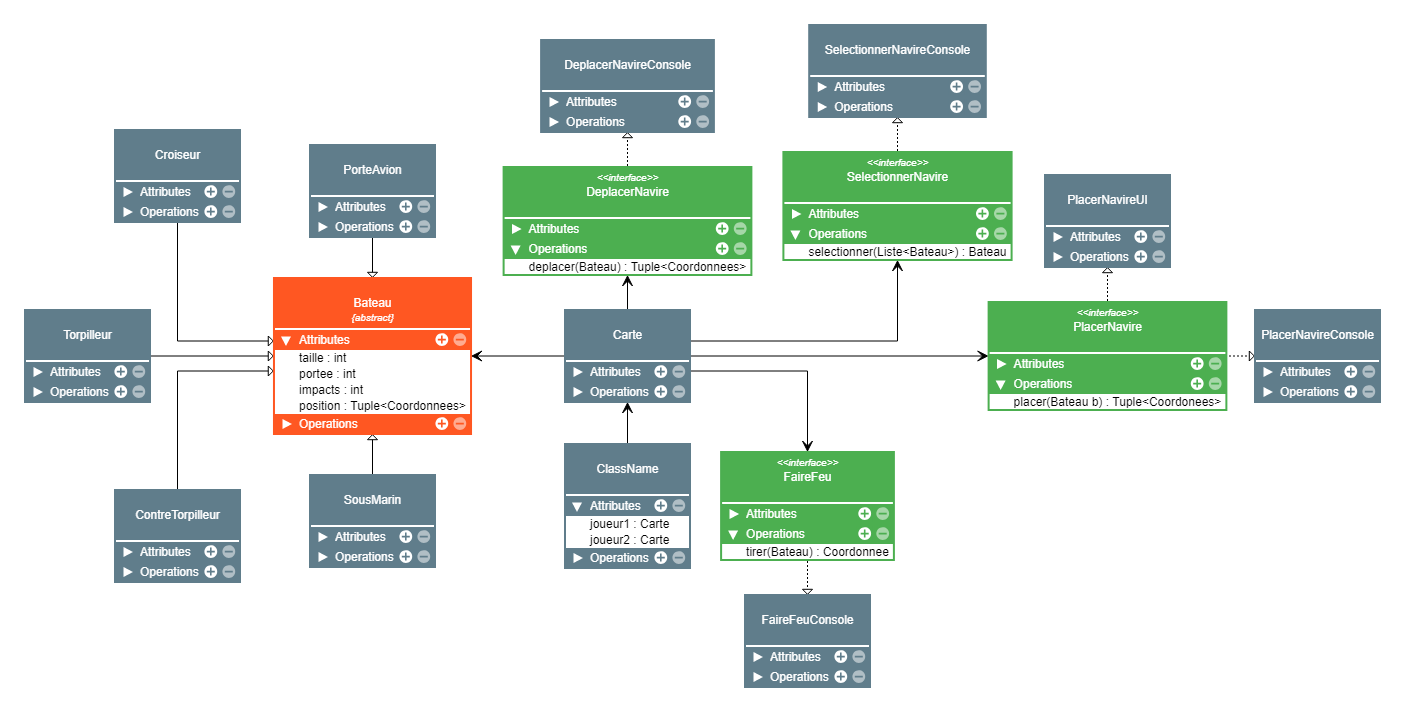 SelectionnerNavireConsole
Attributes
Operations
DeplacerNavireConsole
Attributes
Operations
Croiseur
Attributes
Operations
PorteAvion
Attributes
Operations
<<interface>>
DeplacerNavire
Attributes
Operations
deplacer(Bateau) : Tuple<Coordonnees>
<<interface>>
SelectionnerNavire
Attributes
Operations
selectionner(Liste<Bateau>) : Bateau
PlacerNavireUI
Attributes
Operations
Torpilleur
Attributes
Operations
Bateau
{abstract}
Attributes
taille : int
portee : int
impacts : int
position : Tuple<Coordonnees>
Operations
Carte
Attributes
Operations
<<interface>>
PlacerNavire
Attributes
Operations
placer(Bateau b) : Tuple<Coordonees>
PlacerNavireConsole
Attributes
Operations
ContreTorpilleur
Attributes
Operations
SousMarin
Attributes
Operations
ClassName
Attributes
joueur1 : Carte
joueur2 : Carte
Operations
<<interface>>
FaireFeu
Attributes
Operations
tirer(Bateau) : Coordonnee
FaireFeuConsole
Attributes
Operations